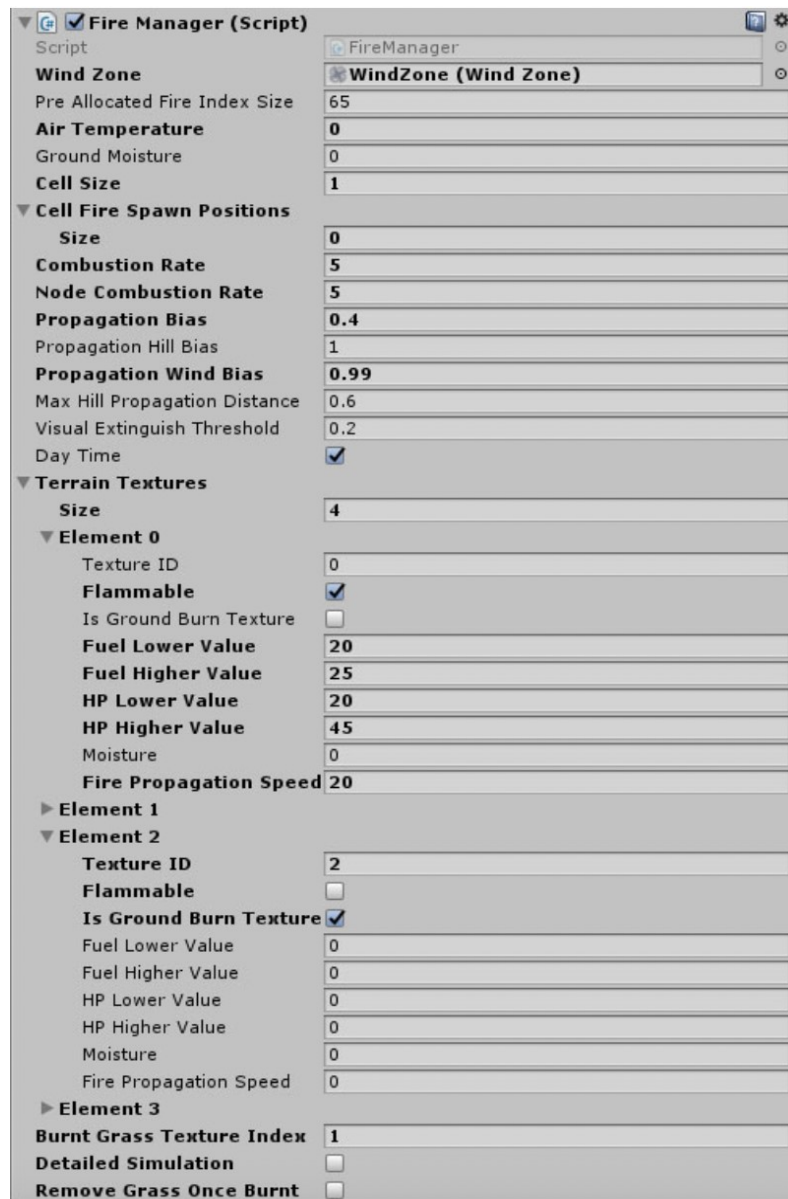 Fire Manager (Script)
Script FireManager
Wind Zone WindZone (Wind Zone)
Pre Allocated Fire Index Size 65
Air Temperature 0
Ground Moisture 0
Cell Size 1
Cell Fire Spawn Positions
Size 0
Combustion Rate 5
Node Combustion Rate 5
Propagation Bias 0.4
Propagation Hill Bias 1
Propagation Wind Bias 0.99
Max Hill Propagation Distance 0.6
Visual Extinguish Threshold 0.2
Day Time
Terrain Textures
Size 4
Element 0
Texture ID 0
Flammable
Is Ground Burn Texture
Fuel Lower Value 20
Fuel Higher Value 25
HP Lower Value 20
HP Higher Value 45
Moisture 0
Fire Propagation Speed 20
Element 1
Element 2
Texture ID 2
Flammable
Is Ground Burn Texture
Fuel Lower Value 0
Fuel Higher Value 0
HP Lower Value 0
HP Higher Value 0
Moisture 0
Fire Propagation Speed 0
Element 3
Burnt Grass Texture Index 1
Detailed Simulation
Remove Grass Once Burnt